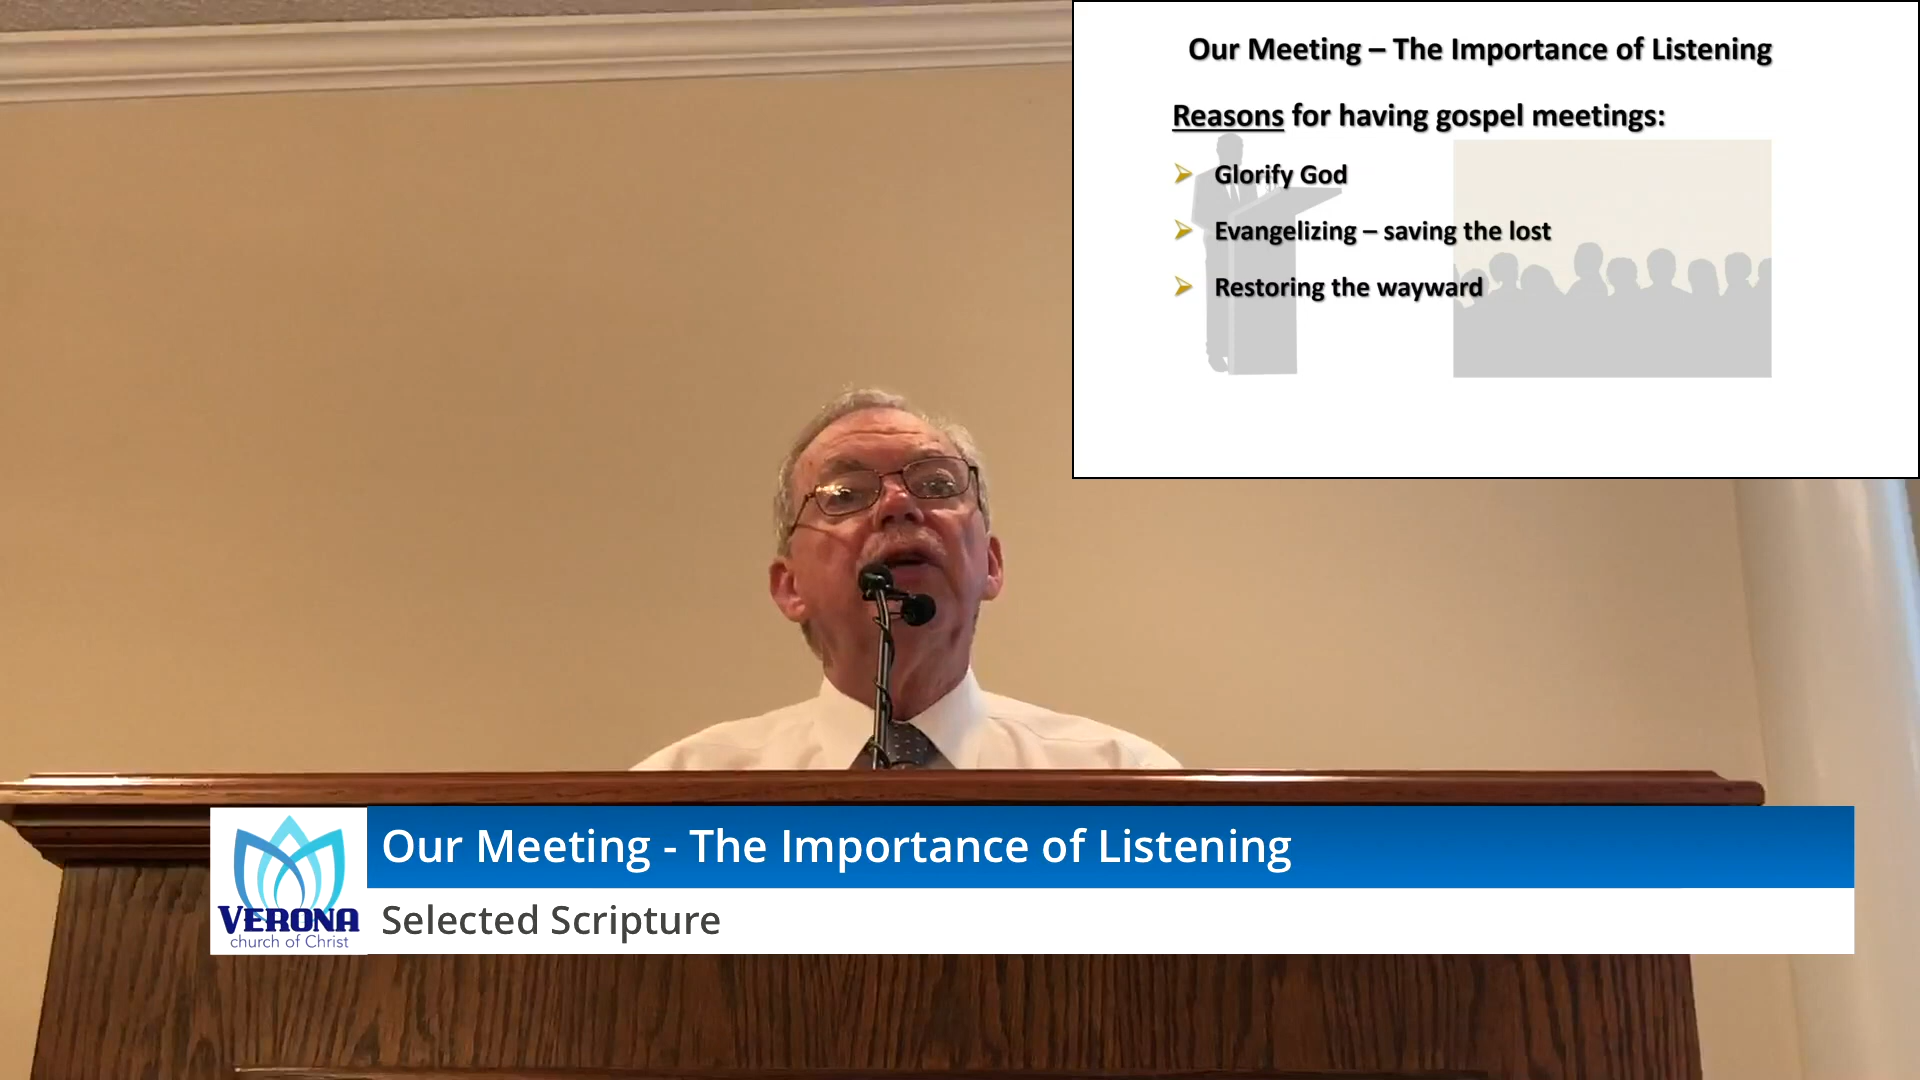 Our Meeting – The Importance of Listening
Reasons for having gospel meetings:
Glorify God
Evangelizing – saving the lost
Restoring the wayward
Our Meeting - The Importance of Listening
VERONA
church of Christ
Selected Scripture